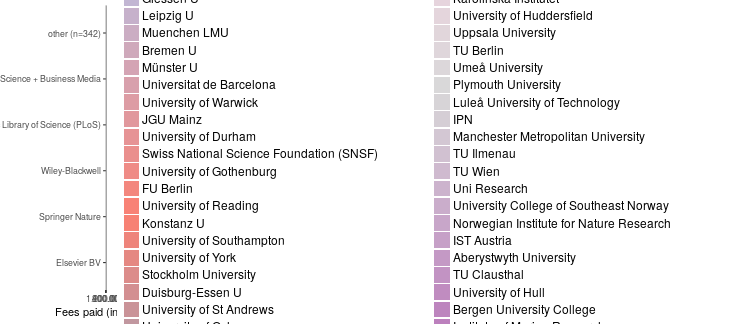 other (n=342)
Science + Business Media
Library of Science (PLoS)
Wiley-Blackwell
Springer Nature
Elsevier BV
Fees paid (in
Giessen U
Leipzig U
Muenchen LMU
Bremen U
Münster U
Universitat de Barcelona
University of Warwick
JGU Mainz
University of Durham
Swiss National Science Foundation (SNSF)
University of Gothenburg
FU Berlin
University of Reading
Konstanz U
University of Southampton
University of York
Stockholm University
Duisburg-Essen U
University of St Andrews
Karolinska Institutet
University of Huddersfield
Uppsala University
TU Berlin
Umeå University
Plymouth University
Luleå University of Technology
IPN
Manchester Metropolitan University
TU Ilmenau
TU Wien
Uni Research
University College of Southeast Norway
Norwegian Institute for Nature Research
IST Austria
Aberystwyth University
TU Clausthal
University of Hull
Bergen University College